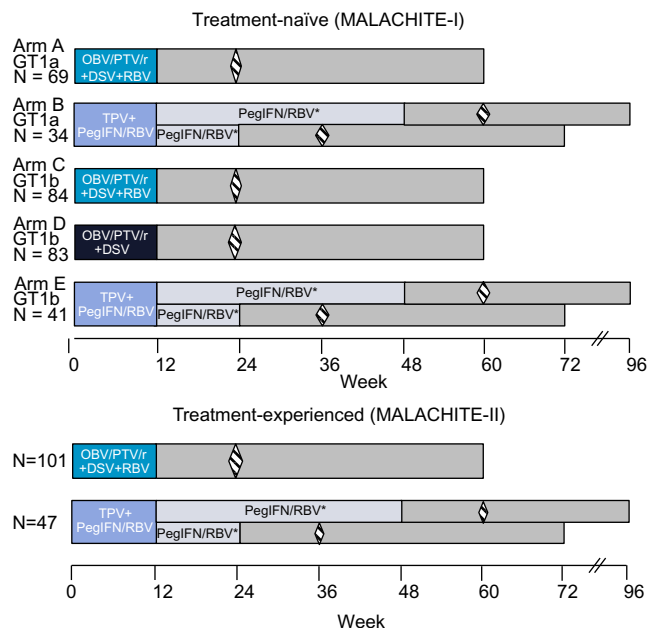 Treatment-naïve (MALACHITE-I)
Arm A
GT1a
N = 69
OBV/PTV/r
+DSV+RBV
Arm B
GT1a
N = 34
TPV+
PegIFN/RBV
PegIFN/RBV*
PegIFN/RBV*
Arm C
GT1b
N = 84
OBV/PTV/r
+DSV+RBV
Arm D
GT1b
N = 83
OBV/PTV/r
+DSV
Arm E
GT1b
N = 41
TPV+
PegIFN/RBV
PegIFN/RBV*
PegIFN/RBV*
0 12 24 36 48 60 72 96
Week
Treatment-experienced (MALACHITE-II)
N=101
OBV/PTV/r
+DSV+RBV
N=47
TPV+
PegIFN/RBV
PegIFN/RBV*
PegIFN/RBV*
0 12 24 36 48 60 72 96
Week